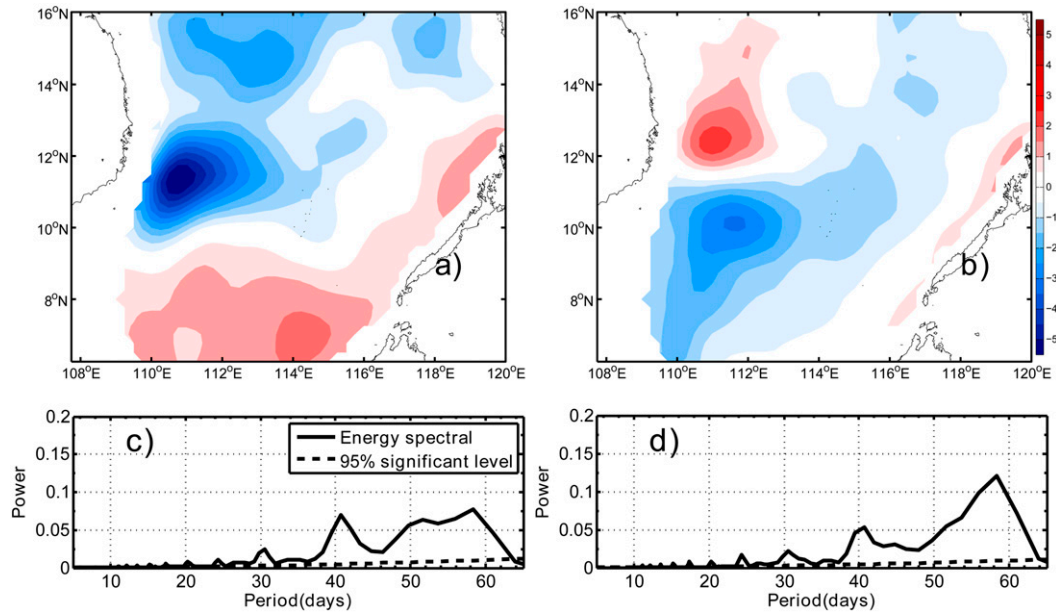 16°N
14°N
12°N
10°N
8°N
108°E 110°E 112°E 114°E 116°E 118°E 120°E
a)
16°N
14°N
12°N
10°N
8°N
108°E 110°E 112°E 114°E 116°E 118°E 120°E
b)
5
4
3
2
1
0
-1
-2
-3
-4
-5
0.2
0.15
0.1
0.05
0
Power
c)
Energy spectral
95% significant level
10 20 30 40 50 60
Period(days)
0.2
0.15
0.1
0.05
0
Power
d)
10 20 30 40 50 60
Period(days)